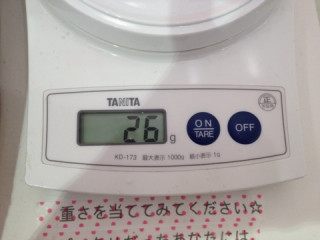 TANITA
26 g
ON
TARE
OFF
KD-173 最大表示 1000g 最小表示 1g
重さを当ててみてください☆